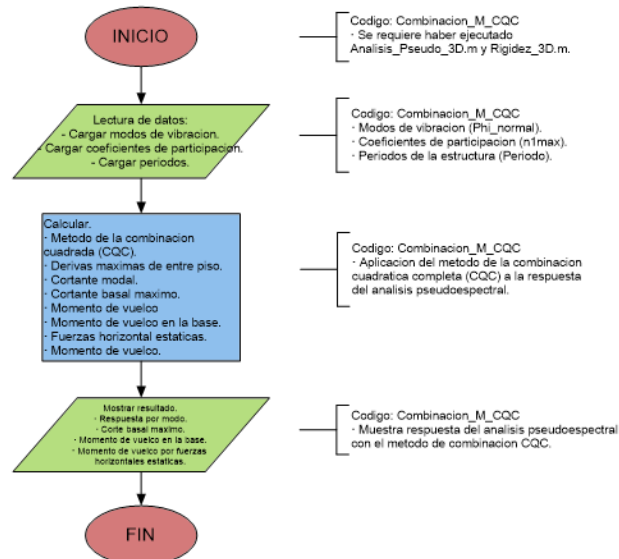 INICIO
Codigo: Combinacion_M_CQC
· Se requiere haber ejecutado
Analisis_Pseudo_3D.m y Rigidez_3D.m.
Lectura de datos:
- Cargar modos de vibracion.
- Cargar coeficientes de participacion.
- Cargar periodos.
Codigo: Combinacion_M_CQC
· Modos de vibracion (Phi_normal).
· Coeficientes de participacion (n1max).
· Periodos de la estructura (Periodo).
Calcular.
· Metodo de la combinacion
cuadrada (CQC).
· Derivas maximas de entre piso.
· Cortante modal.
· Cortante basal maximo.
· Momento de vuelco
· Momento de vuelco en la base.
· Fuerzas horizontal estaticas.
· Momento de vuelco.
Codigo: Combinacion_M_CQC
· Aplicacion del metodo de la combinacion
cuadratica completa (CQC) a la respuesta
del analisis pseudoespectral.
Mostrar resultado.
· Respuesta por modo.
· Corte basal maximo.
· Momento de vuelco en la base.
· Momento de vuelco por fuerzas
horizontales estaticas.
Codigo: Combinacion_M_CQC
· Muestra respuesta del analisis pseudoespectral
con el metodo de combinacion CQC.
FIN